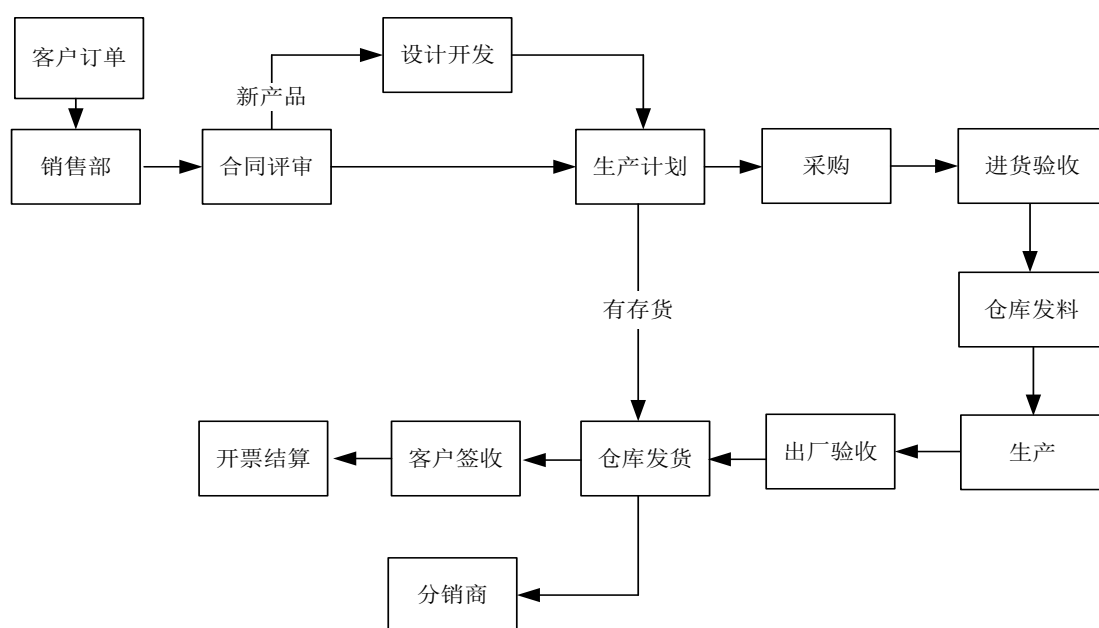 客户订单
设计开发
新产品
销售部
合同评审
生产计划
采购
进货验收
仓库发料
有存货
开票结算
客户签收
仓库发货
出厂验收
生产
分销商